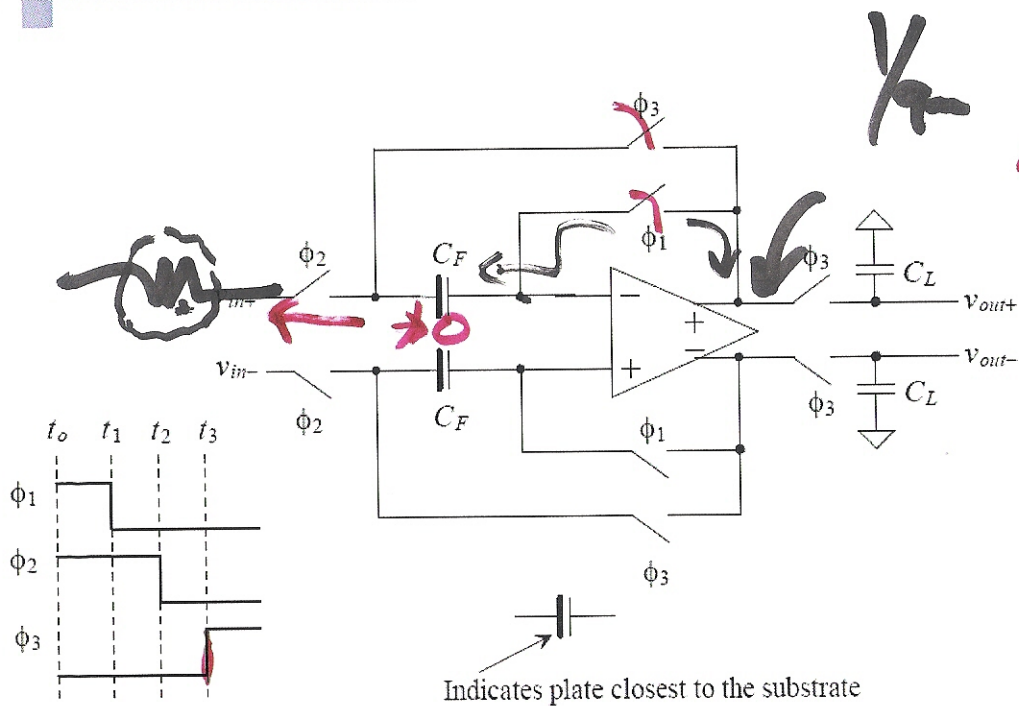 ϕ3
ϕ1
ϕ2
C_F
ϕ3
C_L
in+
v_out+
− +
+ −
v_in−
v_out−
ϕ2
C_F
ϕ3
C_L
t_o t_1 t_2 t_3
ϕ1
ϕ1
ϕ2
ϕ3
ϕ3
Indicates plate closest to the substrate